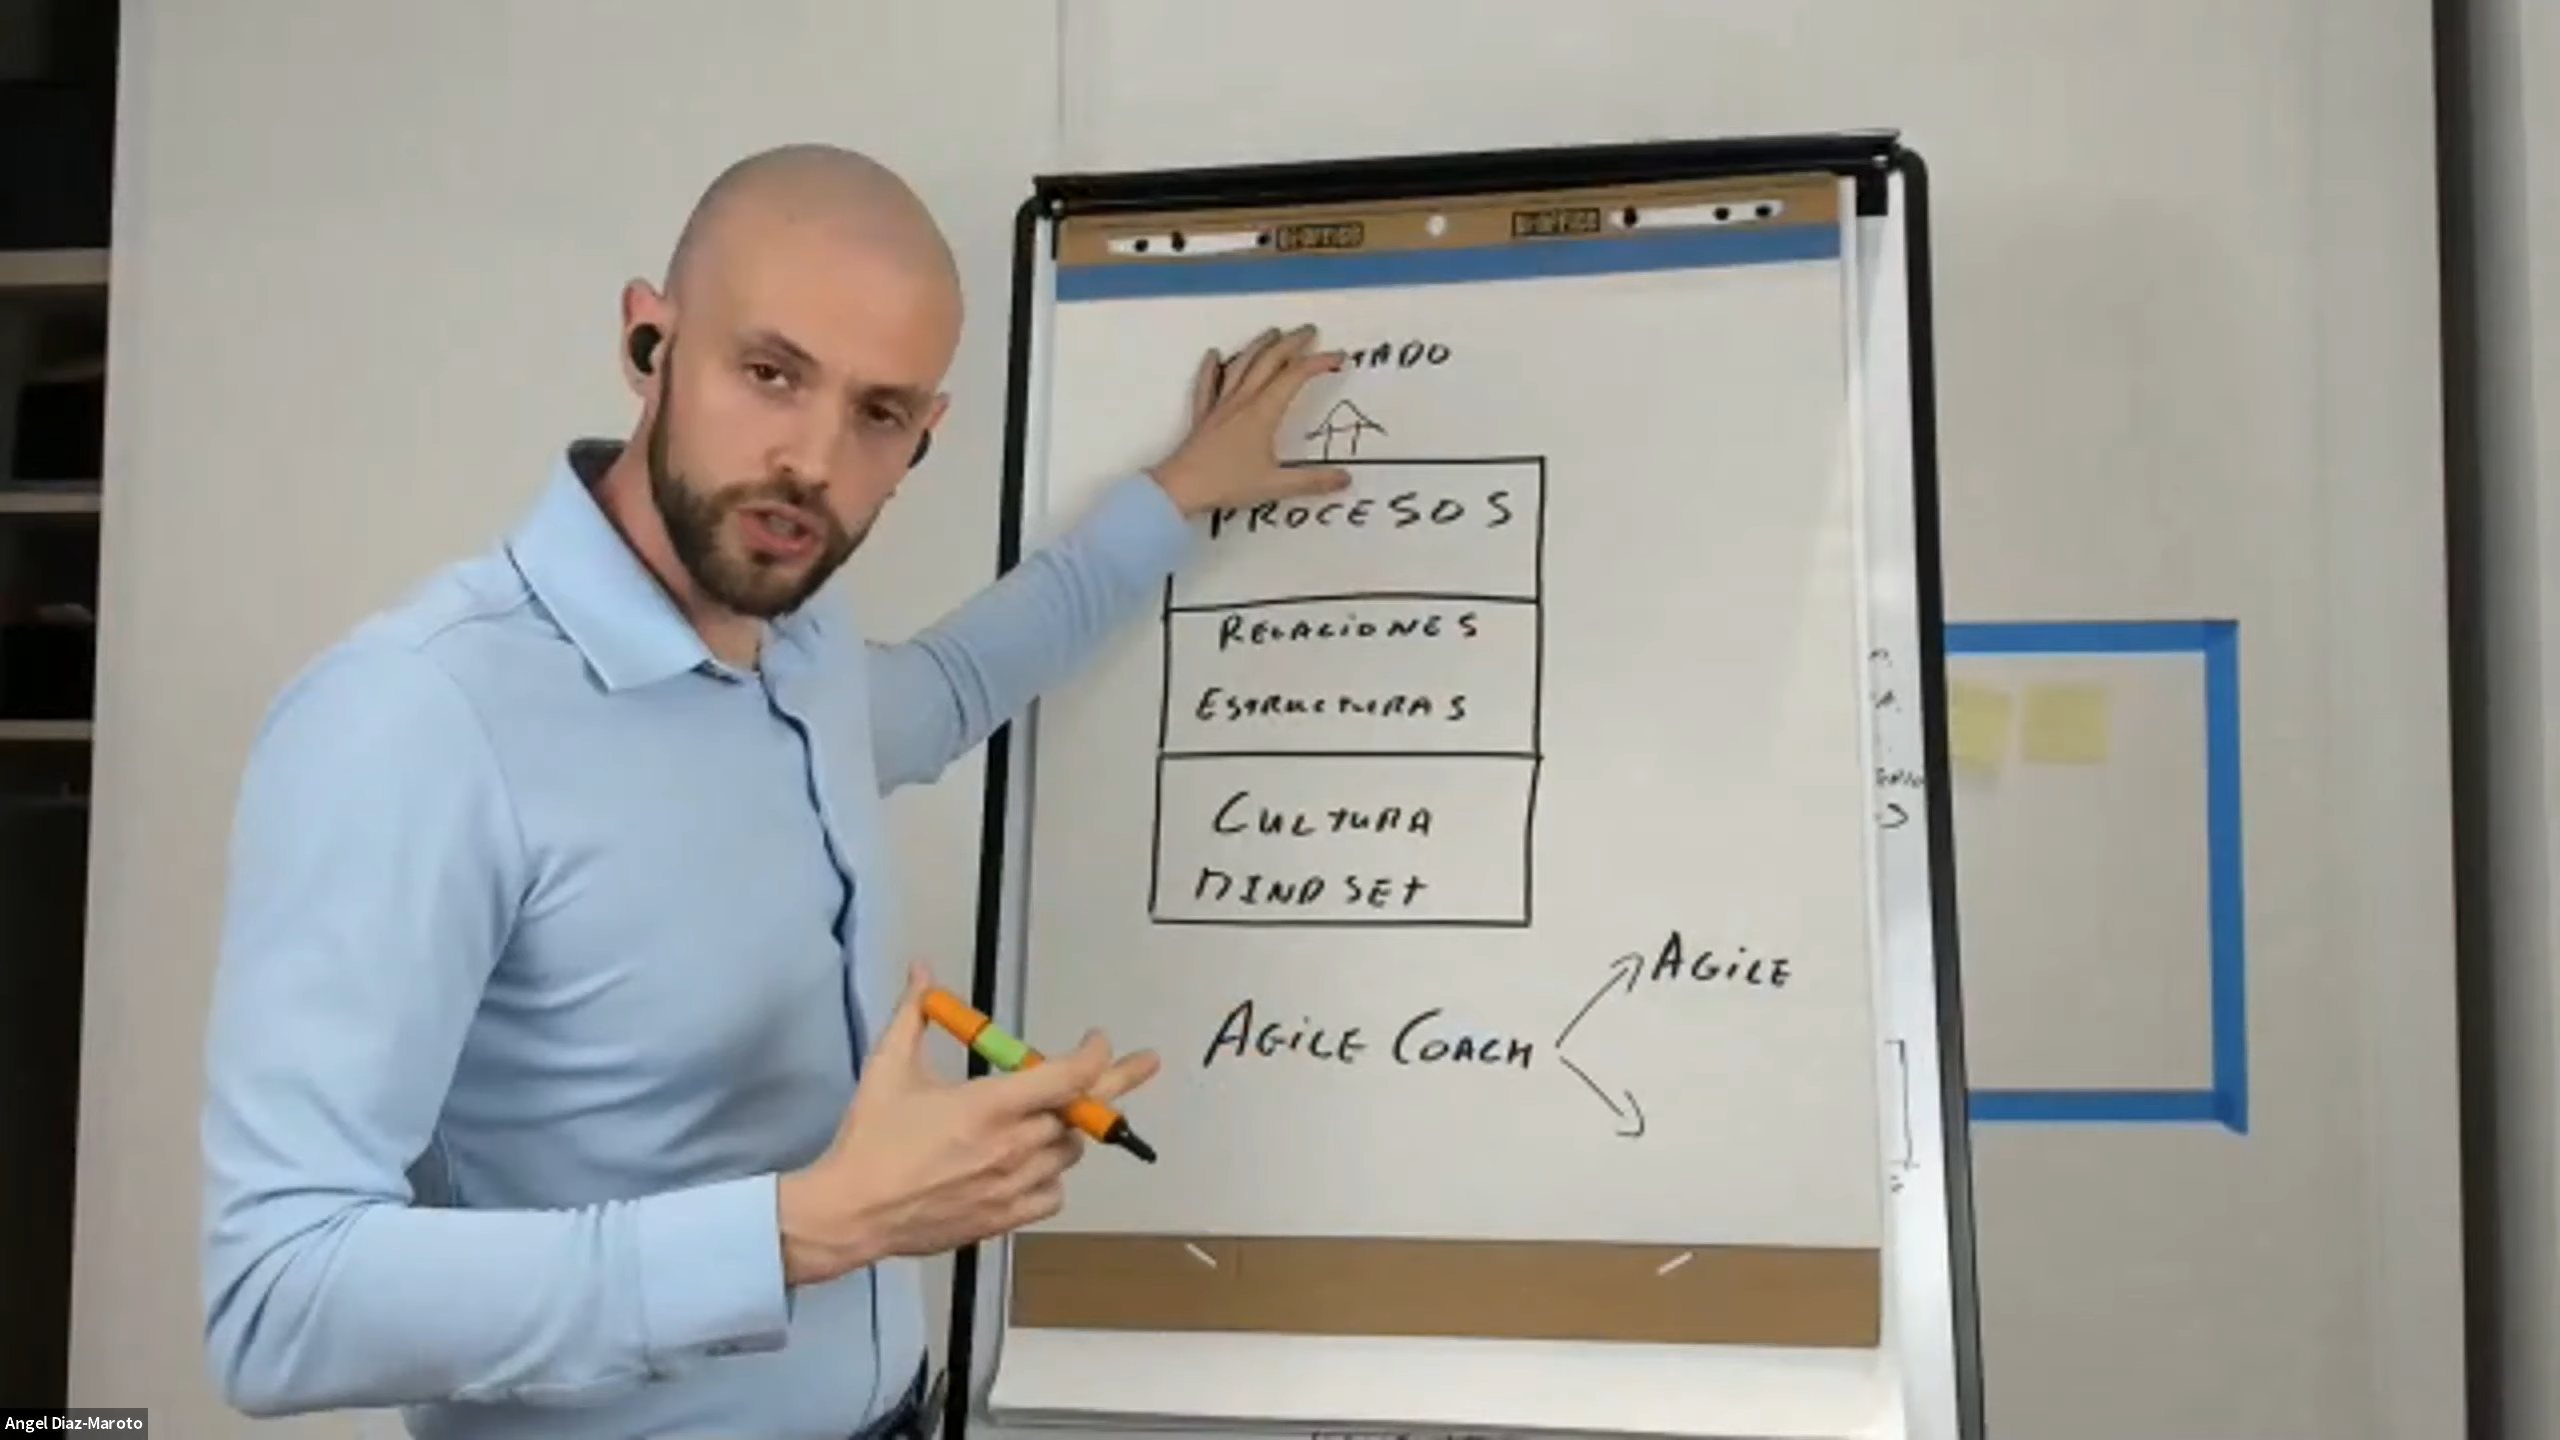 TADO
PROCESOS
RELACIONES
ESTRUCTURAS
CULTURA
MINDSET
AGILE
AGILE COACH
Angel Diaz-Maroto